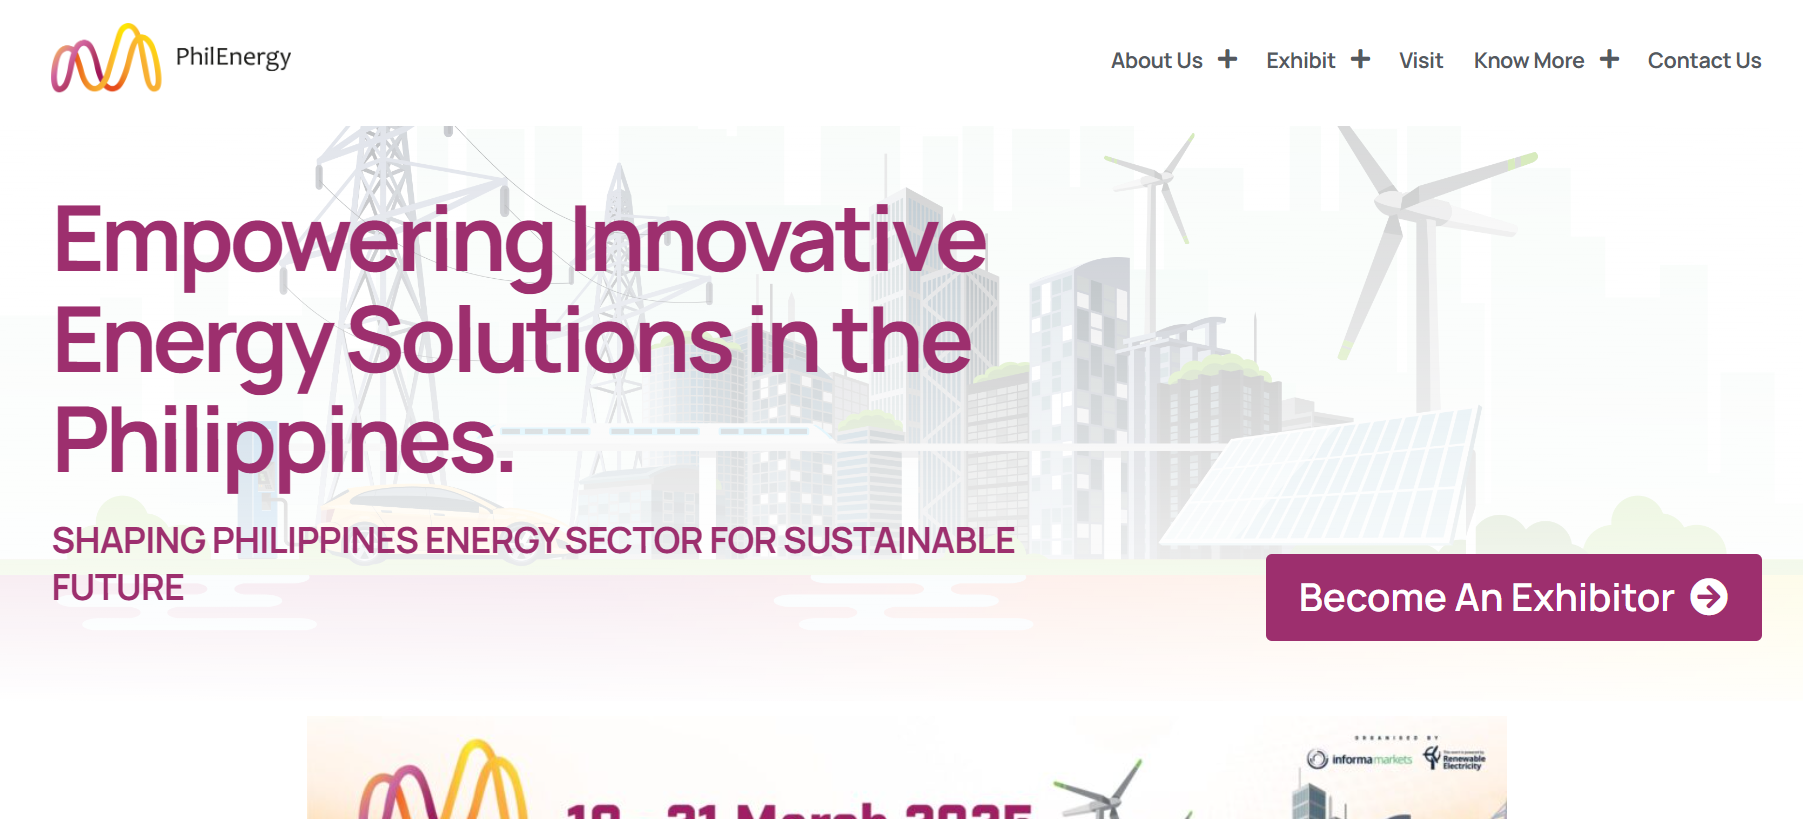 PhilEnergy
About Us + Exhibit + Visit Know More + Contact Us
Empowering Innovative
Energy Solutions in the
Philippines.
SHAPING PHILIPPINES ENERGY SECTOR FOR SUSTAINABLE
FUTURE
Become An Exhibitor
ORGANISED BY
informa markets
Renewable
Electricity
March 2025